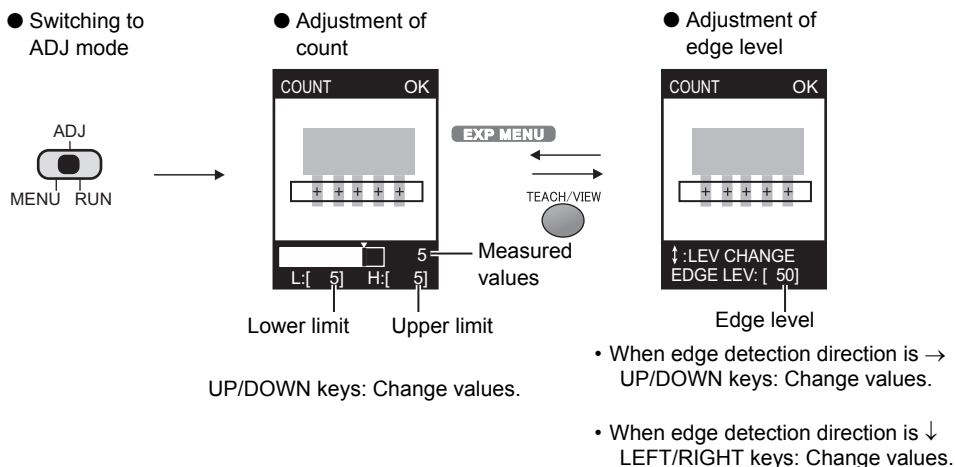 ● Switching to
ADJ mode
ADJ
MENU RUN
● Adjustment of
count
COUNT OK
+ + + + +
5
L:[ 5] H:[ 5]
Measured
values
Lower limit Upper limit
UP/DOWN keys: Change values.
EXP MENU
TEACH/VIEW
● Adjustment of
edge level
COUNT OK
+ + + + +
↕:LEV CHANGE
EDGE LEV: [ 50]
Edge level
• When edge detection direction is →
UP/DOWN keys: Change values.
• When edge detection direction is ↓
LEFT/RIGHT keys: Change values.